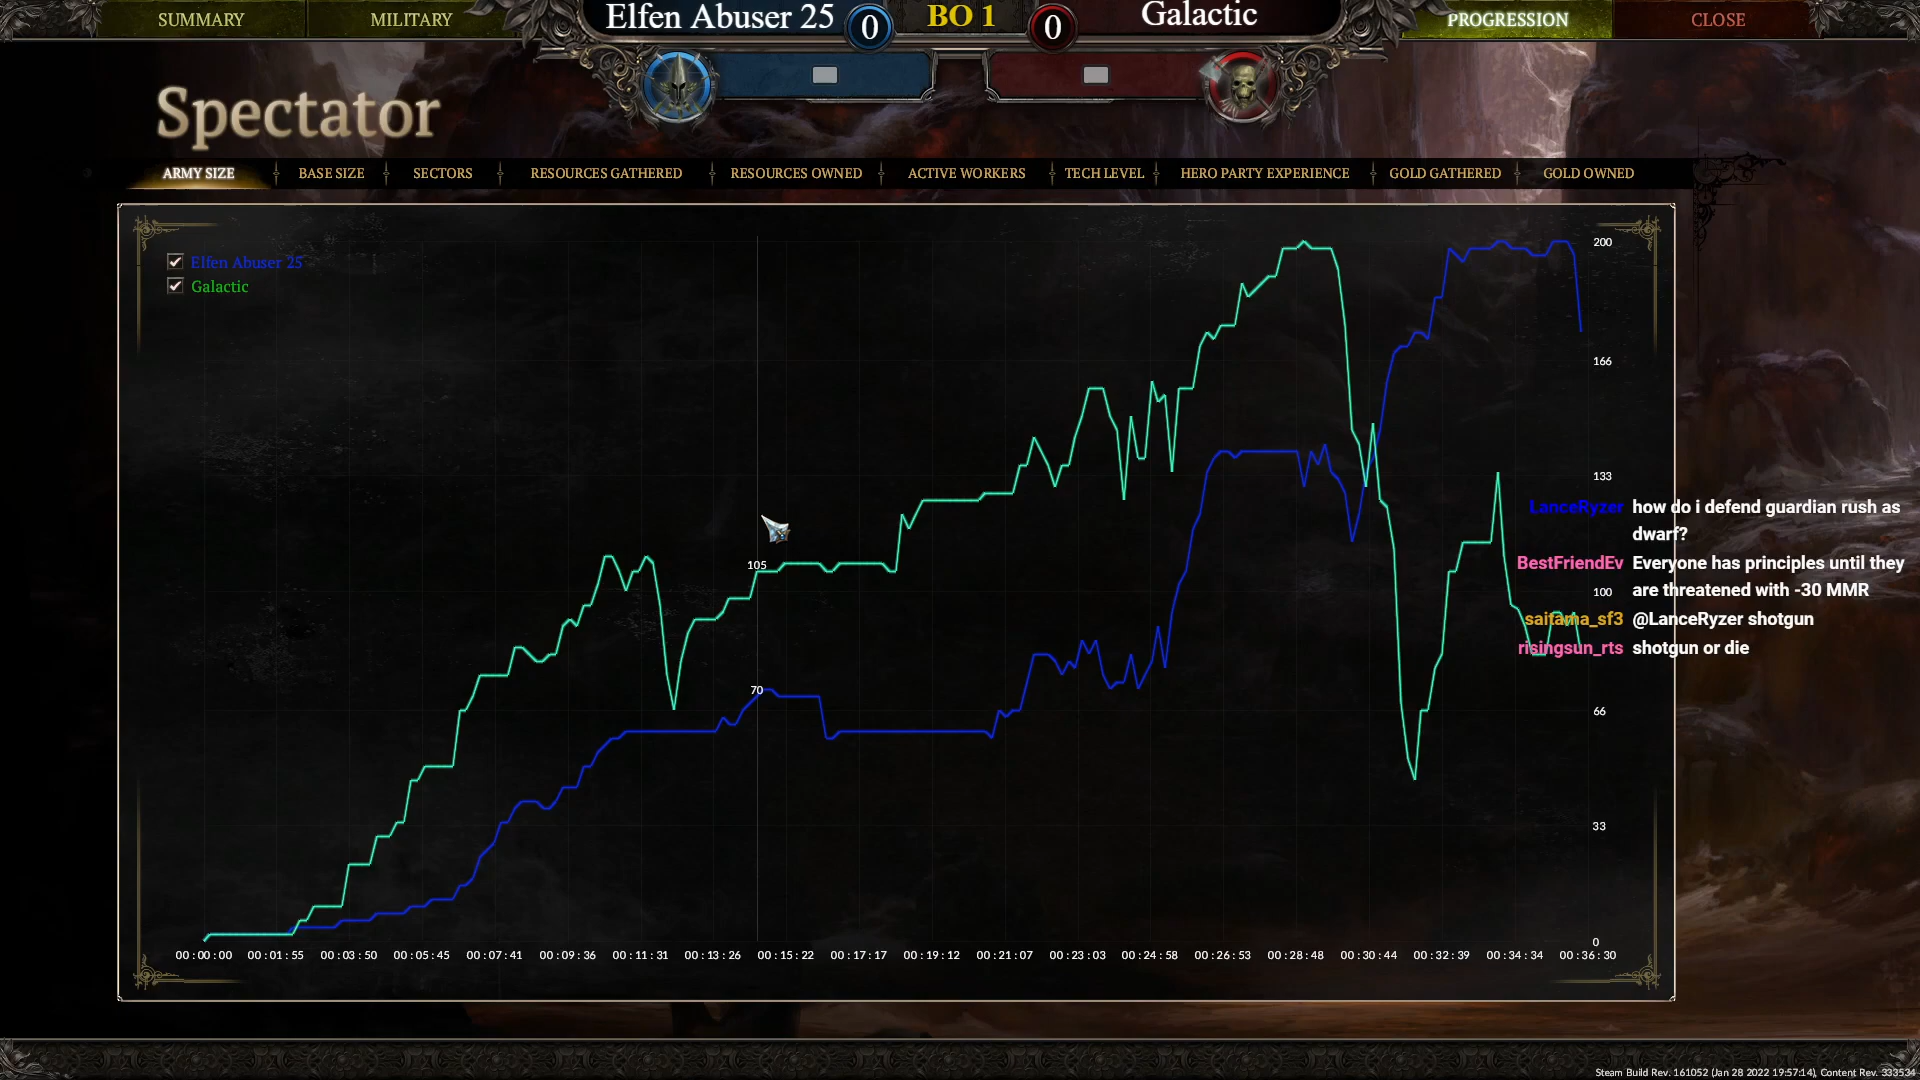 SUMMARY
MILITARY
Elfen Abuser 25
0
BO 1
0
Galactic
PROGRESSION
CLOSE
Spectator
ARMY SIZE
BASE SIZE
SECTORS
RESOURCES GATHERED
RESOURCES OWNED
ACTIVE WORKERS
TECH LEVEL
HERO PARTY EXPERIENCE
GOLD GATHERED
GOLD OWNED
Elfen Abuser 25
Galactic
200
166
133
LanceRyzer how do i defend guardian rush as
dwarf?
105
BestFriendEv Everyone has principles until they
100
are threatened with -30 MMR
saitama_sf3 @LanceRyzer shotgun
risingsun_rts shotgun or die
70
66
33
0
00:00:00 00:01:55 00:03:50 00:05:45 00:07:41 00:09:36 00:11:31 00:13:26 00:15:22 00:17:17 00:19:12 00:21:07 00:23:03 00:24:58 00:26:53 00:28:48 00:30:44 00:32:39 00:34:34 00:36:30
Steam Build Rev. 161052 (Jan 28 2022 19:57:14), Content Rev. 333534